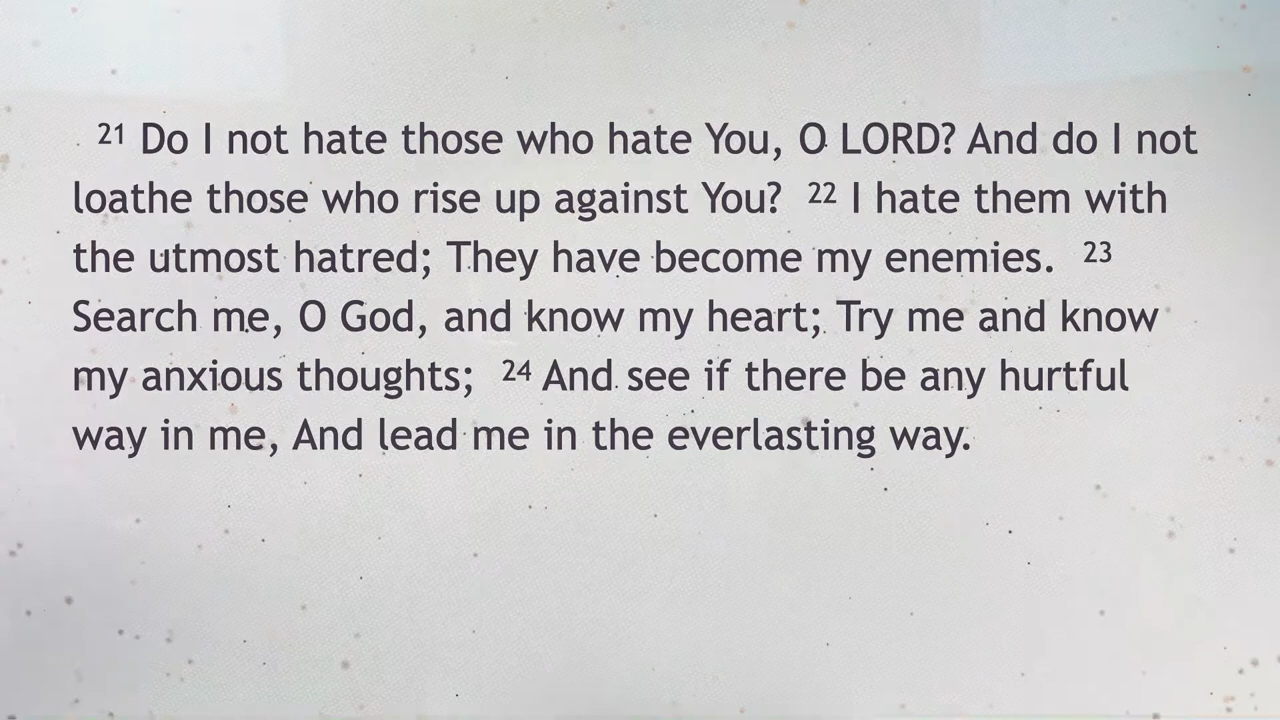 21 Do I not hate those who hate You, O LORD? And do I not
loathe those who rise up against You? 22 I hate them with
the utmost hatred; They have become my enemies. 23
Search me, O God, and know my heart; Try me and know
my anxious thoughts; 24 And see if there be any hurtful
way in me, And lead me in the everlasting way.